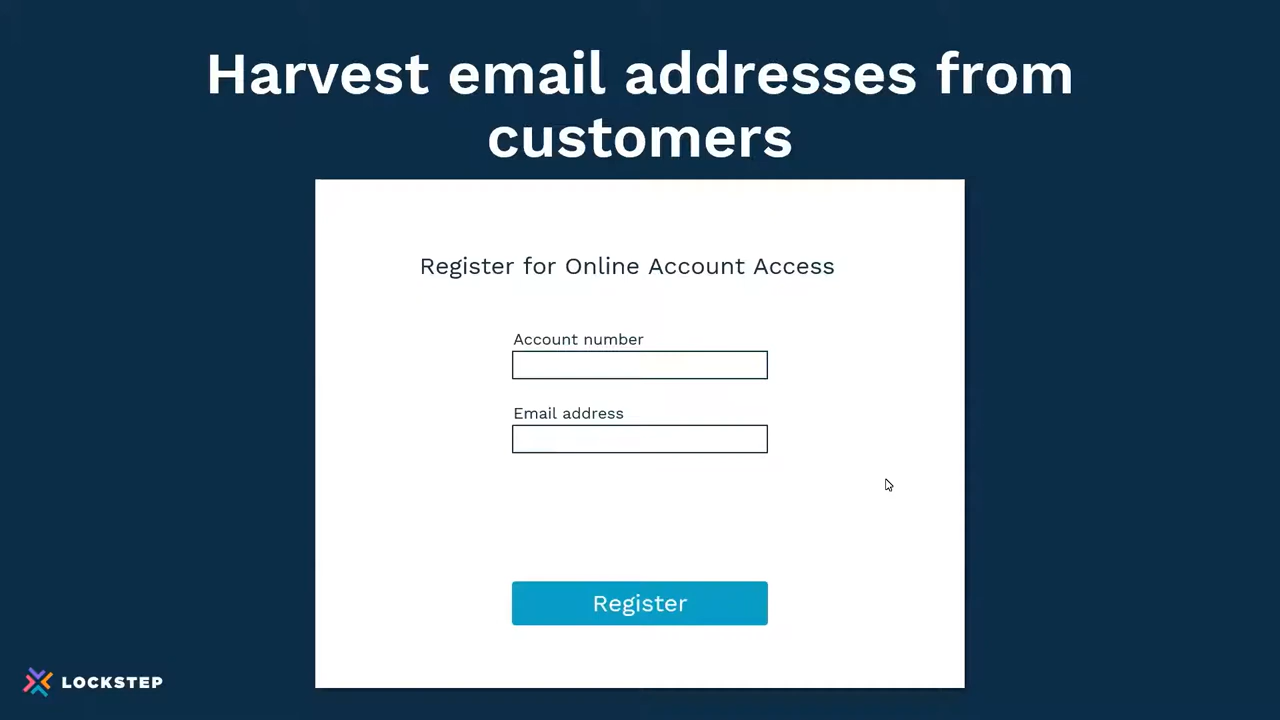 Harvest email addresses from
customers
Register for Online Account Access
Account number
Email address
Register
LOCKSTEP